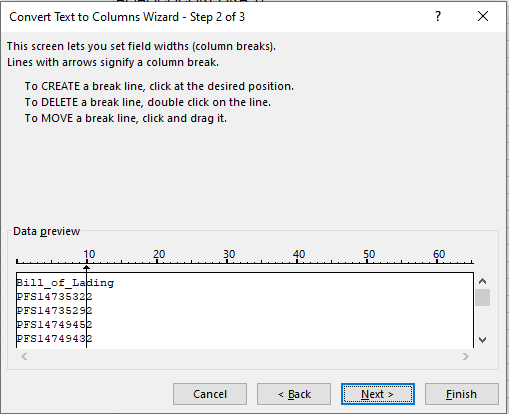 Convert Text to Columns Wizard - Step 2 of 3
? ×
This screen lets you set field widths (column breaks).
Lines with arrows signify a column break.
To CREATE a break line, click at the desired position.
To DELETE a break line, double click on the line.
To MOVE a break line, click and drag it.
Data preview
10 20 30 40 50 60
Bill_of_Lading
PFS14735322
PFS14735292
PFS14749452
PFS14749432
Cancel < Back Next > Finish